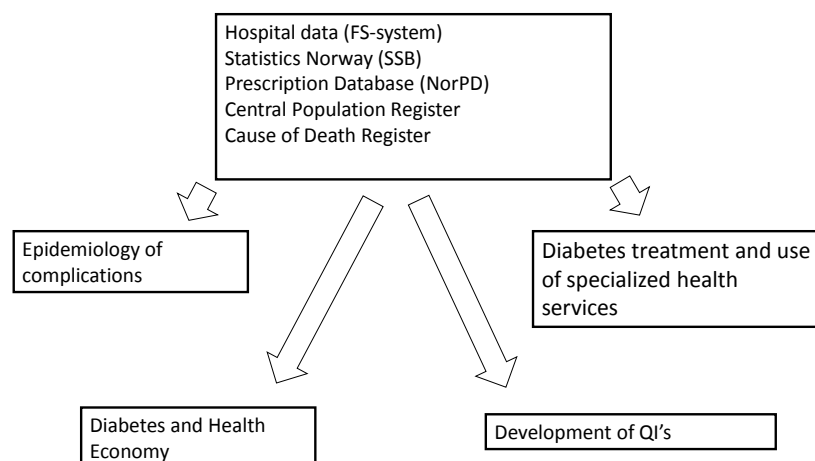 Hospital data (FS-system)
Statistics Norway (SSB)
Prescription Database (NorPD)
Central Population Register
Cause of Death Register
Epidemiology of
complications
Diabetes treatment and use
of specialized health
services
Diabetes and Health
Economy
Development of QI's